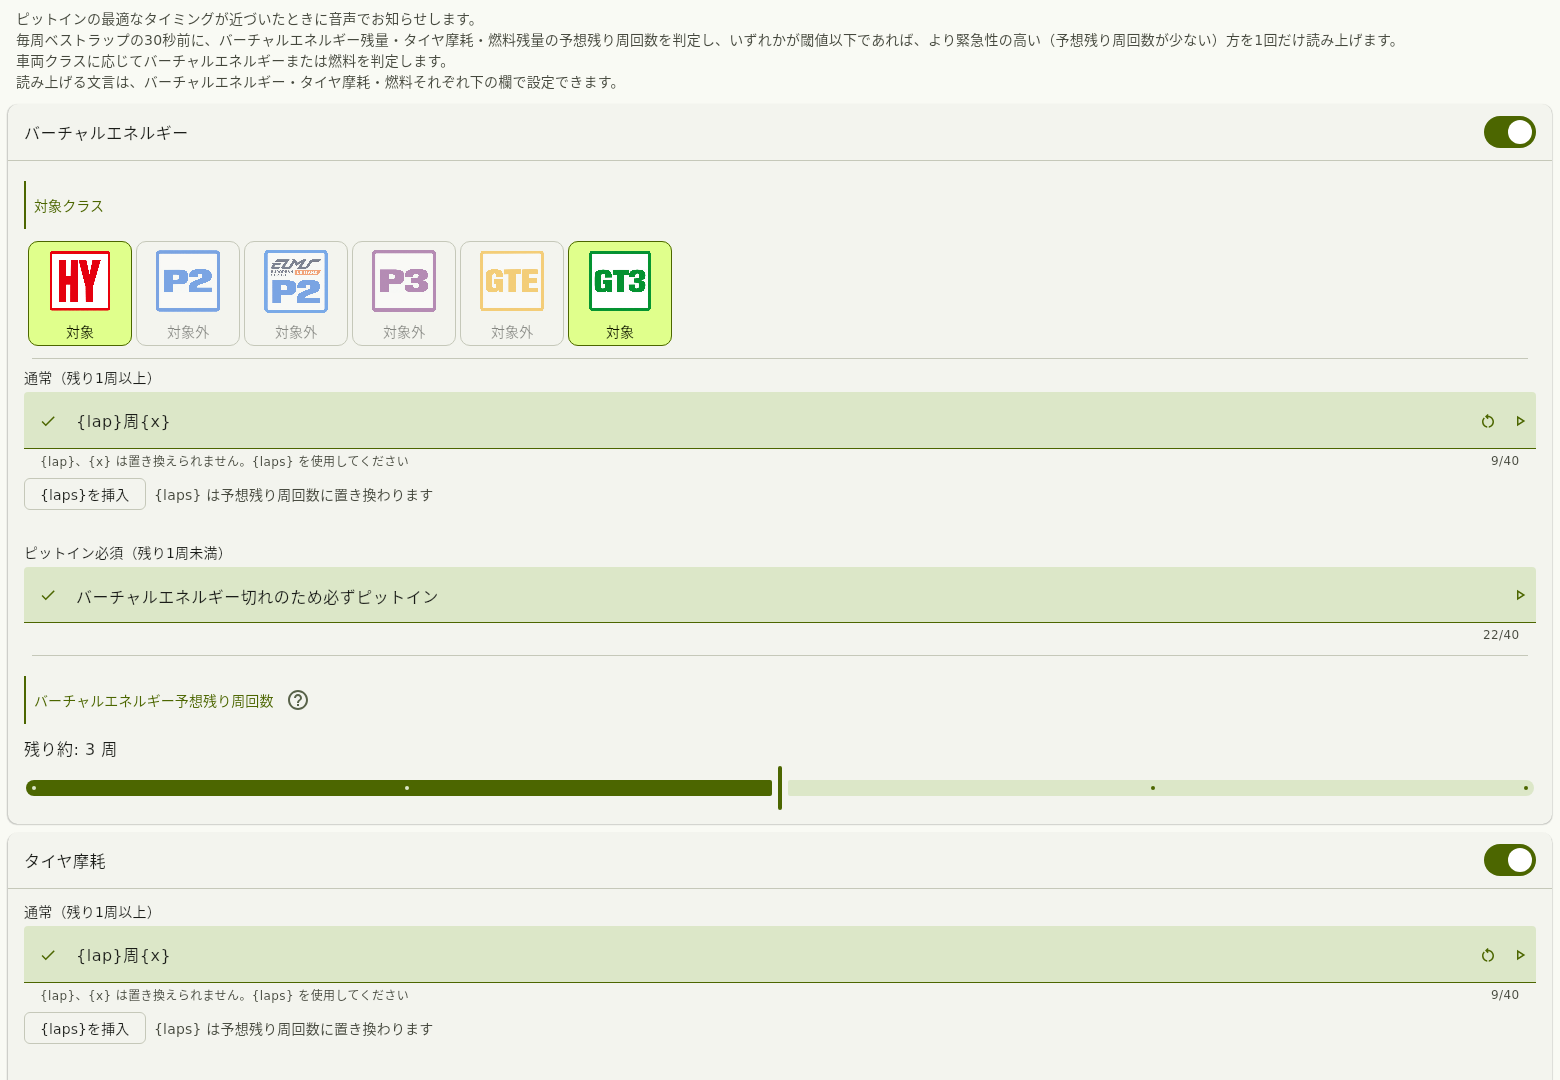 ピットインの最適なタイミングが近づいたときに音声でお知らせします。
毎周ベストラップの30秒前に、バーチャルエネルギー残量・タイヤ摩耗・燃料残量の予想残り周回数を判定し、いずれかが閾値以下であれば、より緊急性の高い（予想残り周回数が少ない）方を1回だけ読み上げます。
車両クラスに応じてバーチャルエネルギーまたは燃料を判定します。
読み上げる文言は、バーチャルエネルギー・タイヤ摩耗・燃料それぞれ下の欄で設定できます。
バーチャルエネルギー
対象クラス
HY P2 ELMS P2 P3 GTE GT3
対象 対象外 対象外 対象外 対象外 対象
通常（残り1周以上）
{lap}周{x}
{lap}、{x} は置き換えられません。{laps} を使用してください 9/40
{laps}を挿入 {laps} は予想残り周回数に置き換わります
ピットイン必須（残り1周未満）
バーチャルエネルギー切れのため必ずピットイン
22/40
バーチャルエネルギー予想残り周回数
残り約: 3 周
タイヤ摩耗
通常（残り1周以上）
{lap}周{x}
{lap}、{x} は置き換えられません。{laps} を使用してください 9/40
{laps}を挿入 {laps} は予想残り周回数に置き換わります